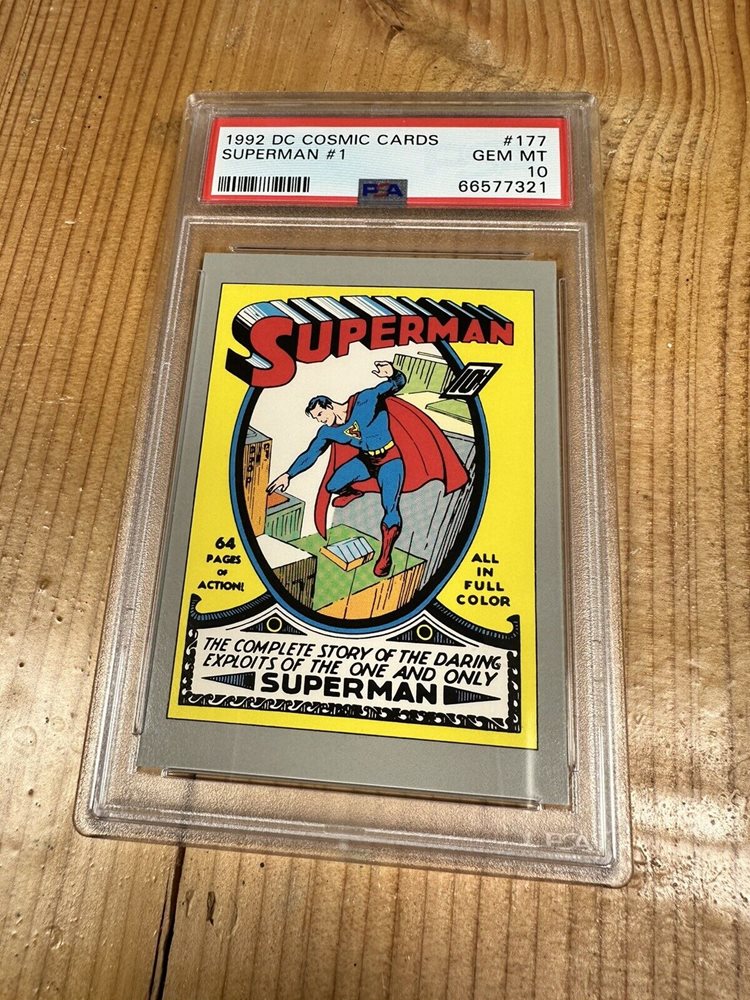 1992 DC COSMIC CARDS #177
SUPERMAN #1 GEM MT
10
PSA 66577321
SUPERMAN
64
PAGES
OF
ACTION!
ALL
IN
FULL
COLOR
THE COMPLETE STORY OF THE DARING
EXPLOITS OF THE ONE AND ONLY
SUPERMAN
PSA